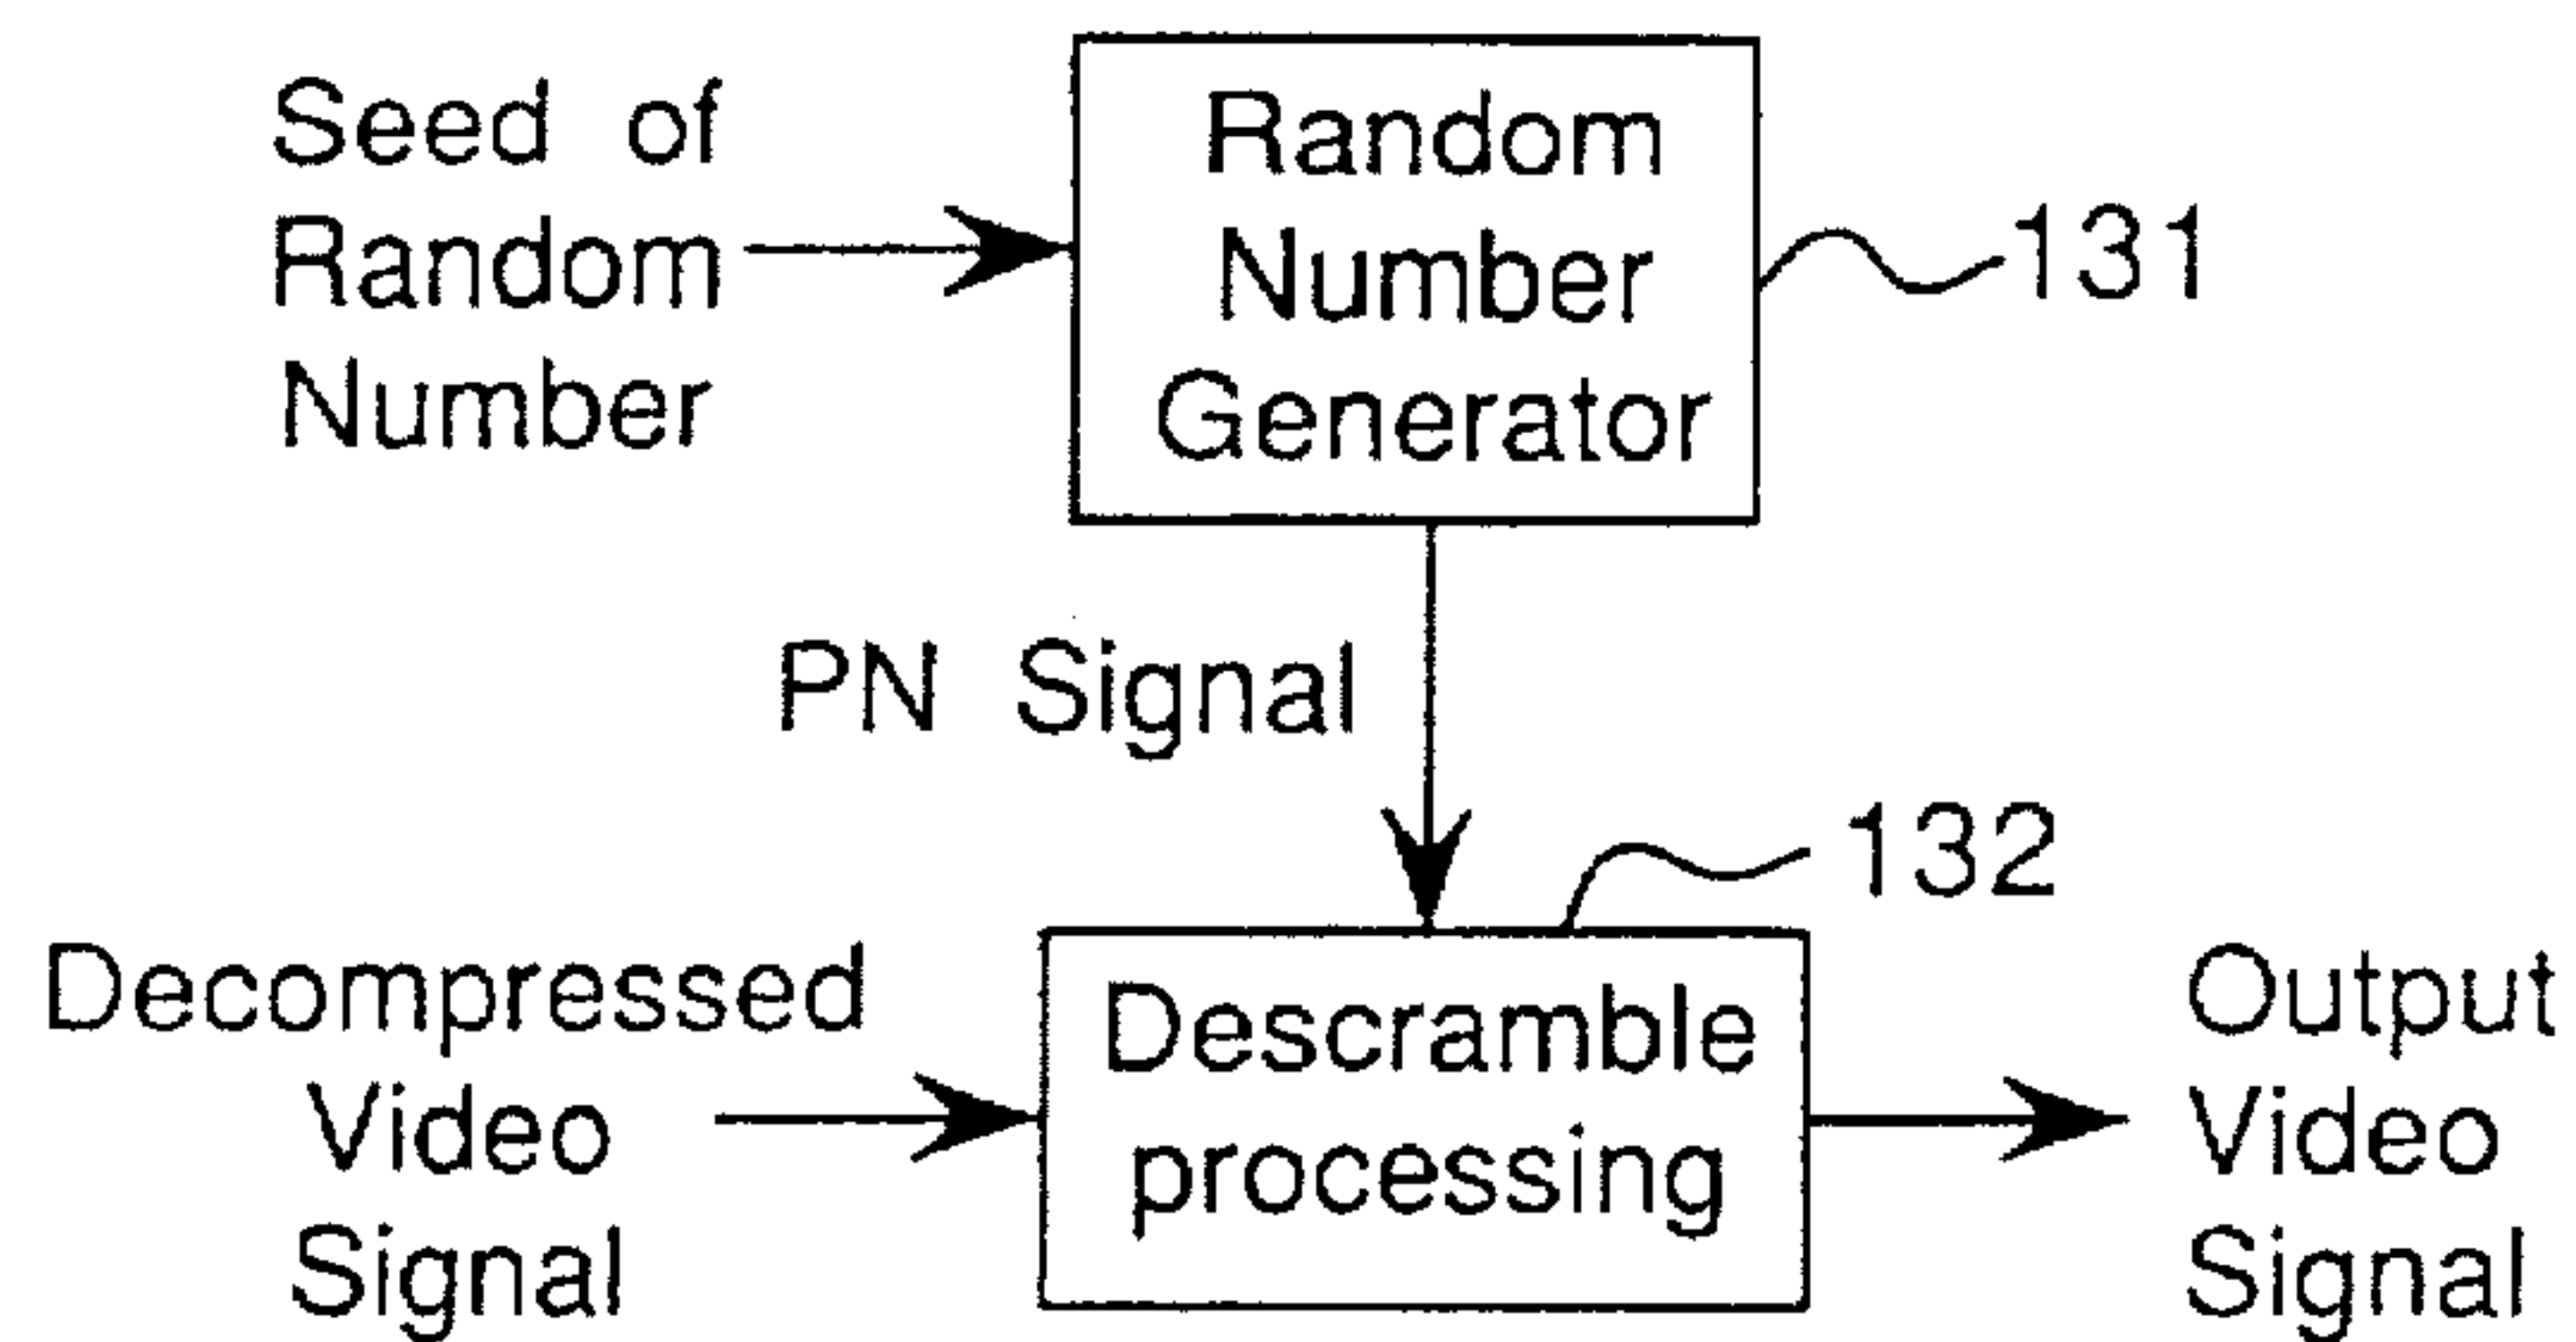 Seed of
Random
Number
Random
Number
Generator
131
PN Signal
132
Decompressed
Video
Signal
Descramble
processing
Output
Video
Signal